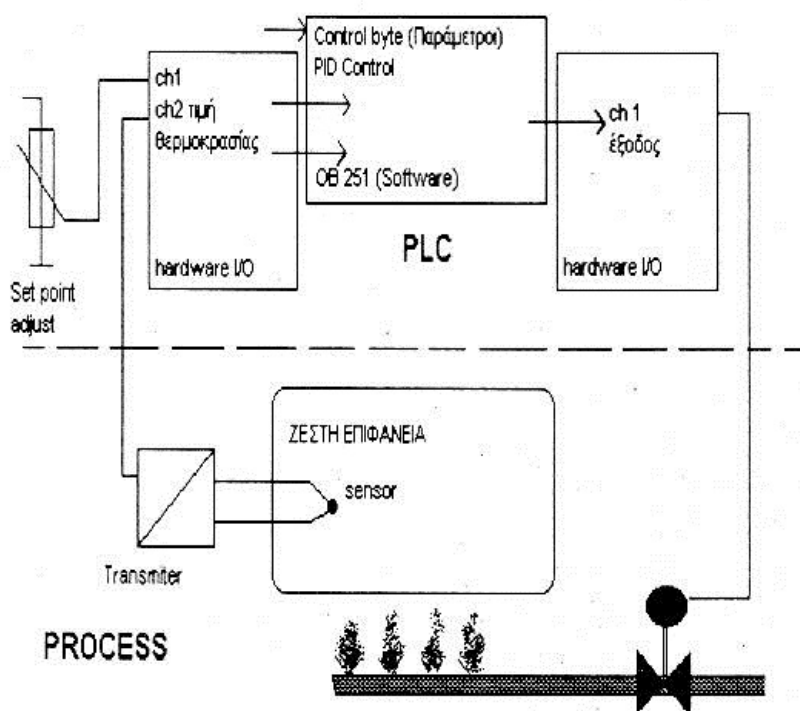 Control byte (Παράμετροι)
PID Control
ch1
ch2 τιμή
θερμοκρασίας
OB 251 (Software)
hardware I/O
PLC
ch 1
έξοδος
hardware I/O
Set point
adjust
ΖΕΣΤΗ ΕΠΙΦΑΝΕΙΑ
sensor
Transmiter
PROCESS